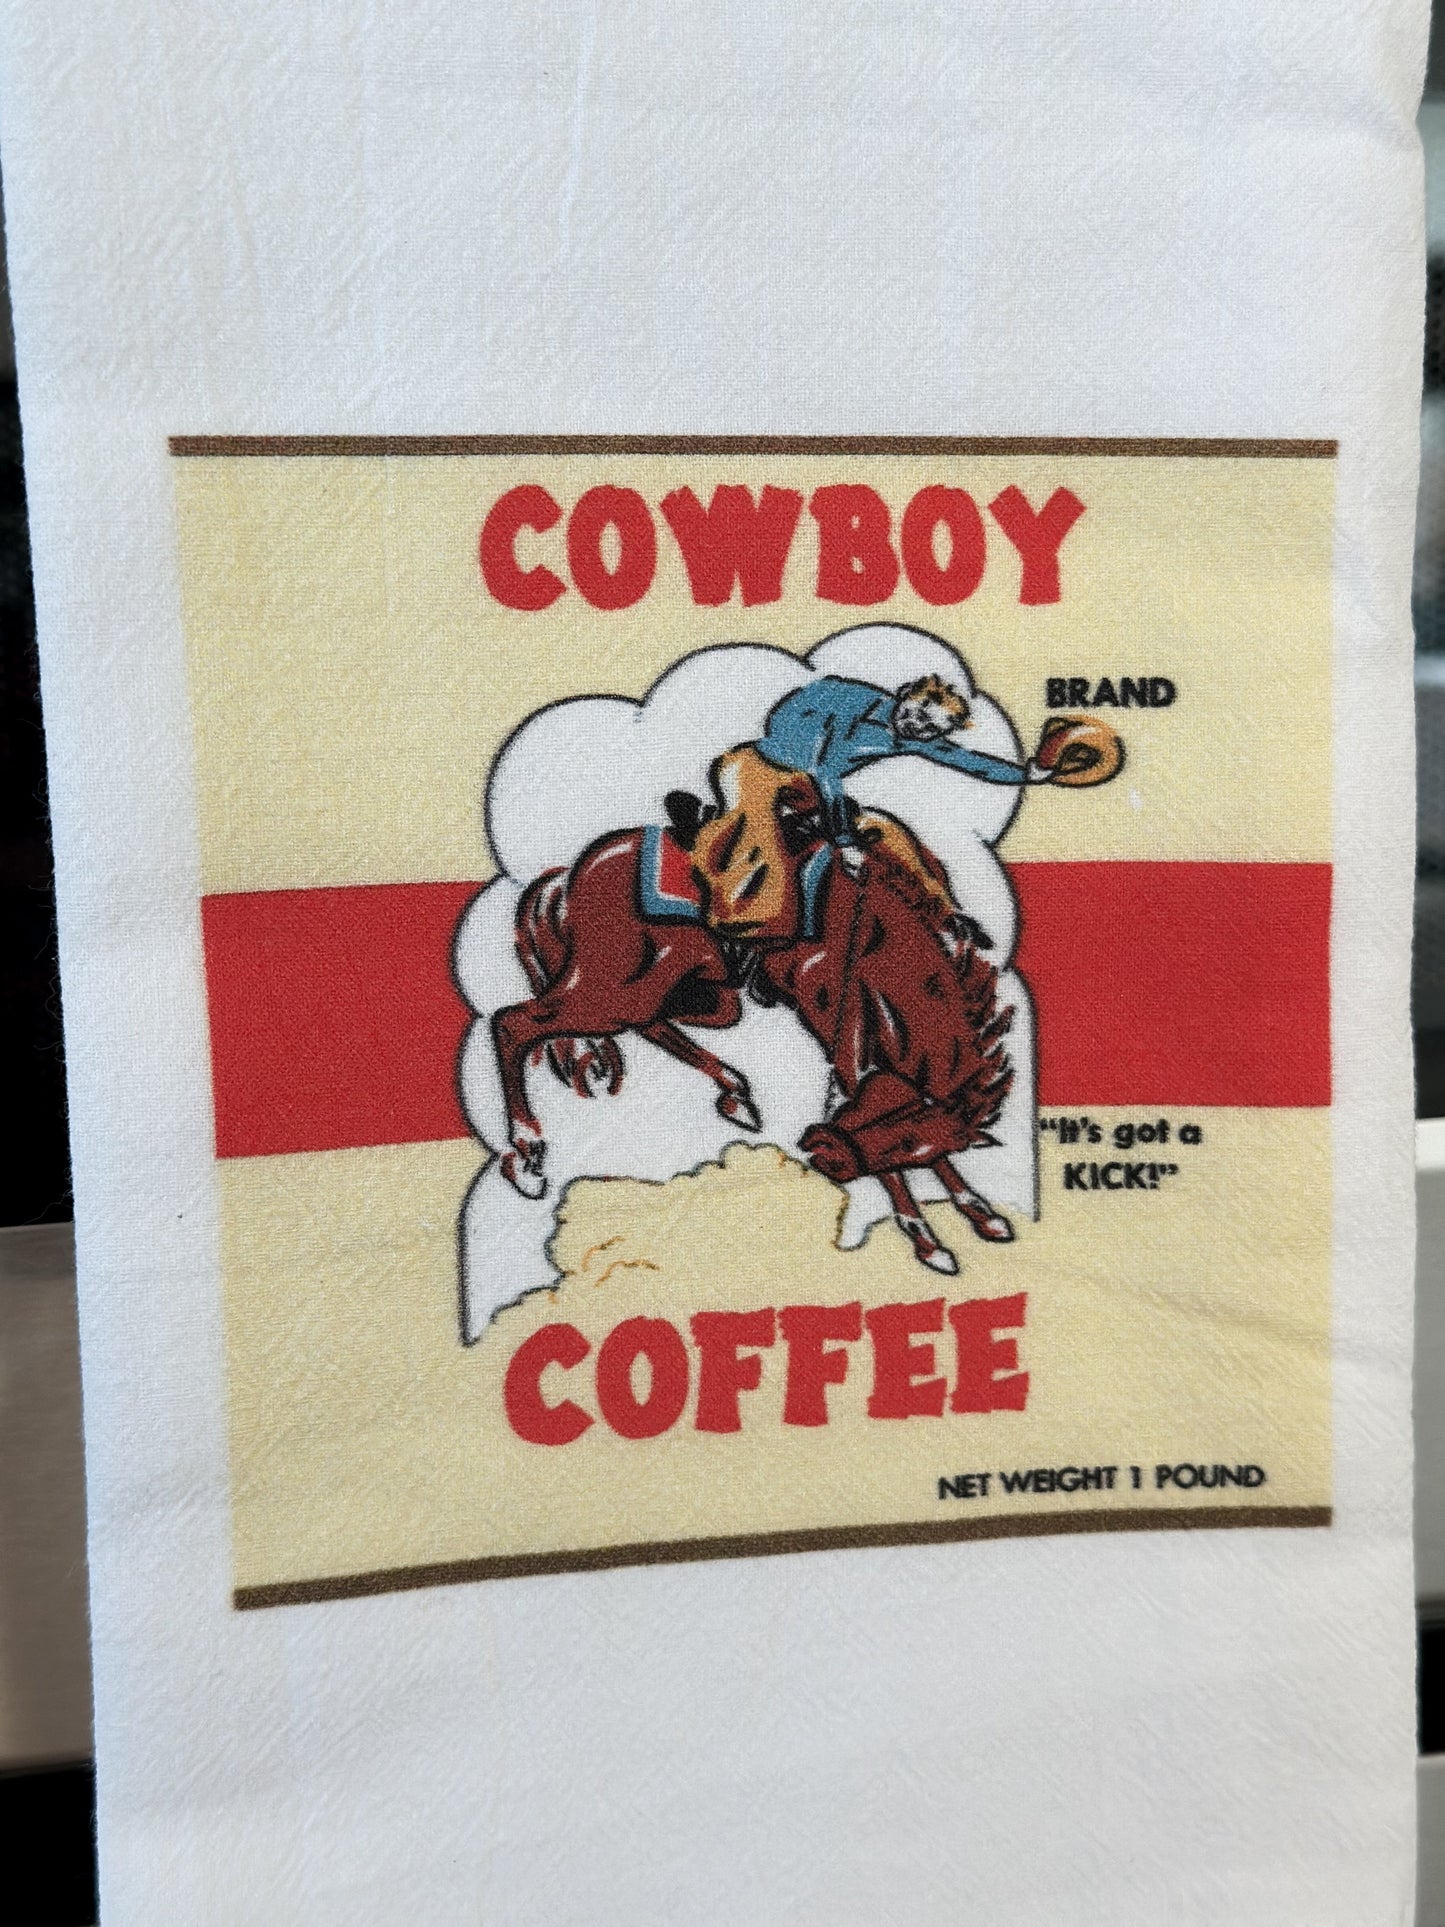 COWBOY
BRAND
“It's got a
KICK!”
COFFEE
NET WEIGHT 1 POUND